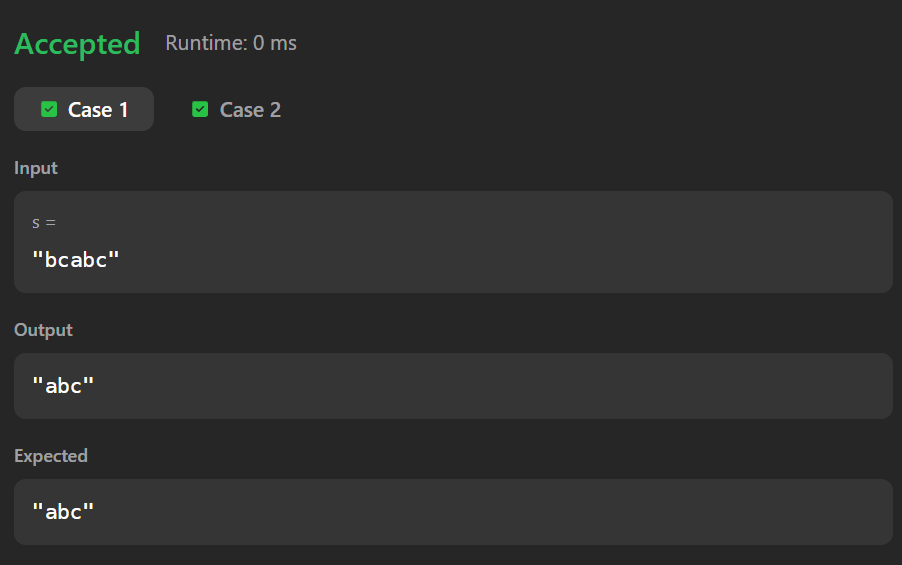 Accepted Runtime: 0 ms
Case 1 Case 2
Input
s =
"bcabc"
Output
"abc"
Expected
"abc"